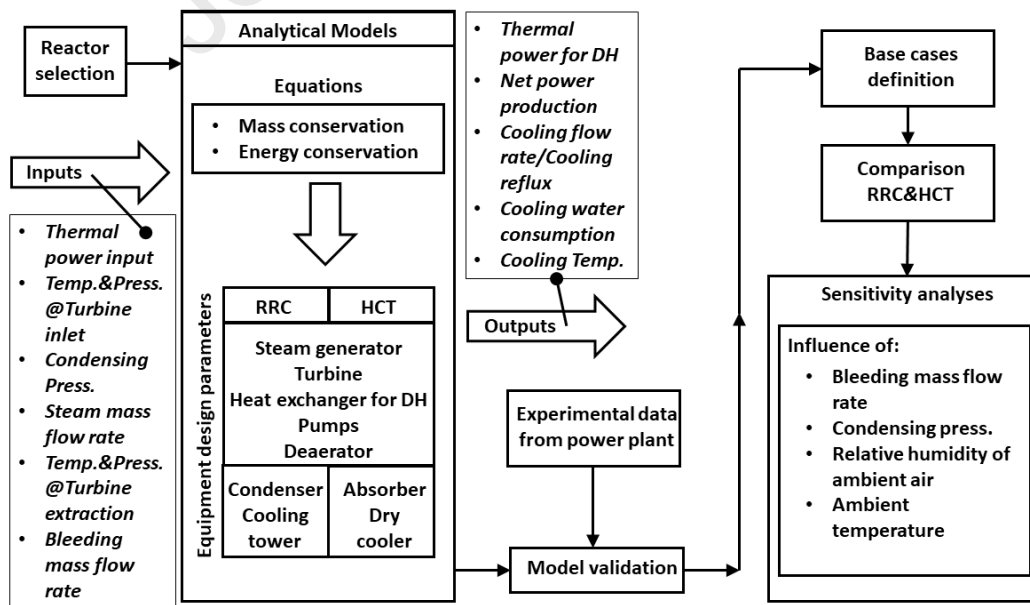 Reactor
selection
Inputs
• Thermal
power input
• Temp.&Press.
@Turbine
inlet
• Condensing
Press.
• Steam mass
flow rate
• Temp.&Press.
@Turbine
extraction
• Bleeding
mass flow
rate
Analytical Models
Equations
• Mass conservation
• Energy conservation
Equipment design parameters
RRC
HCT
Steam generator
Turbine
Heat exchanger for DH
Pumps
Deaerator
Condenser
Cooling
tower
Absorber
Dry
cooler
• Thermal
power for DH
• Net power
production
• Cooling flow
rate/Cooling
reflux
• Cooling water
consumption
• Cooling Temp.
Outputs
Experimental data
from power plant
Model validation
Base cases
definition
Comparison
RRC&HCT
Sensitivity analyses
Influence of:
• Bleeding mass flow
rate
• Condensing press.
• Relative humidity of
ambient air
• Ambient
temperature